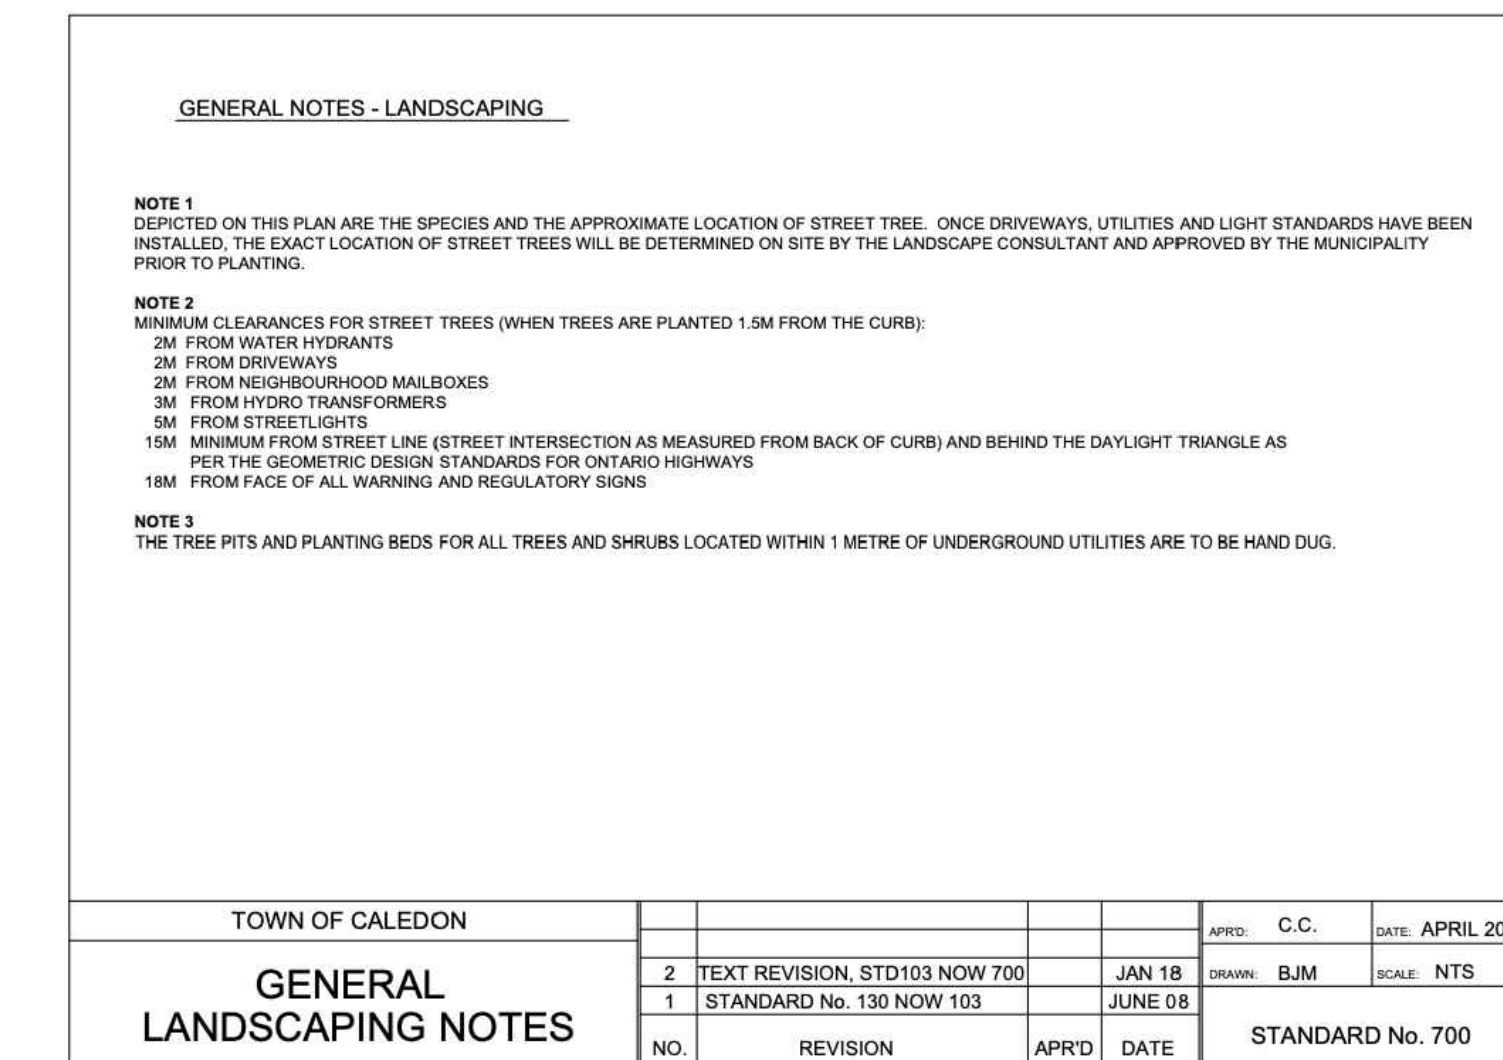 GENERAL NOTES - LANDSCAPING
NOTE 1
DEPICTED ON THIS PLAN ARE THE SPECIES AND THE APPROXIMATE LOCATION OF STREET TREE. ONCE DRIVEWAYS, UTILITIES AND LIGHT STANDARDS HAVE BEEN
INSTALLED, THE EXACT LOCATION OF STREET TREES WILL BE DETERMINED ON SITE BY THE LANDSCAPE CONSULTANT AND APPROVED BY THE MUNICIPALITY
PRIOR TO PLANTING.
NOTE 2
MINIMUM CLEARANCES FOR STREET TREES (WHEN TREES ARE PLANTED 1.5M FROM THE CURB):
2M FROM WATER HYDRANTS
2M FROM DRIVEWAYS
2M FROM NEIGHBOURHOOD MAILBOXES
3M FROM HYDRO TRANSFORMERS
5M FROM STREETLIGHTS
15M MINIMUM FROM STREET LINE (STREET INTERSECTION AS MEASURED FROM BACK OF CURB) AND BEHIND THE DAYLIGHT TRIANGLE AS
PER THE GEOMETRIC DESIGN STANDARDS FOR ONTARIO HIGHWAYS
18M FROM FACE OF ALL WARNING AND REGULATORY SIGNS
NOTE 3
THE TREE PITS AND PLANTING BEDS FOR ALL TREES AND SHRUBS LOCATED WITHIN 1 METRE OF UNDERGROUND UTILITIES ARE TO BE HAND DUG.
TOWN OF CALEDON
GENERAL
LANDSCAPING NOTES
2 TEXT REVISION, STD103 NOW 700 JAN 18
1 STANDARD No. 130 NOW 103 JUNE 08
NO. REVISION APR'D DATE
APR'D: C.C. DATE: APRIL 20
DRAWN: BJM SCALE: NTS
STANDARD No. 700